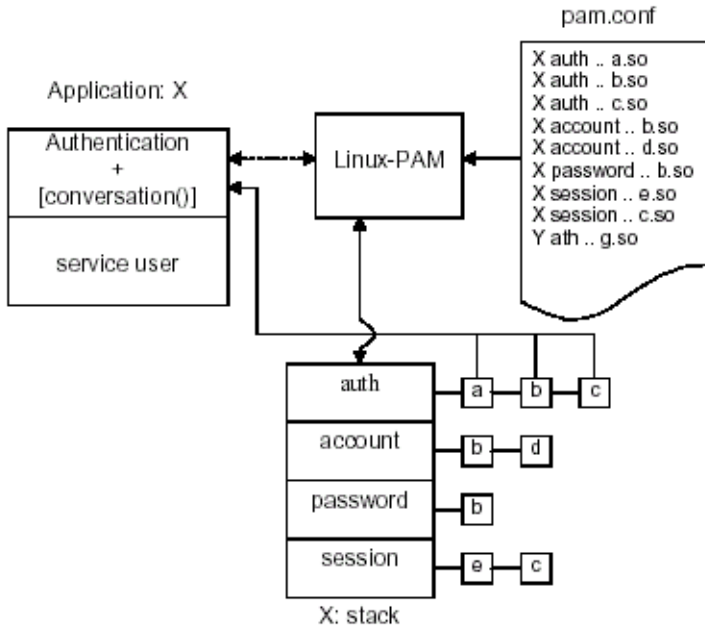 pam.conf
X auth .. a.so
X auth .. b.so
X auth .. c.so
X account .. b.so
X account .. d.so
X password .. b.so
X session .. e.so
X session .. c.so
Y ath .. g.so
Application: X
Authentication
+
[conversation()]
service user
Linux-PAM
auth
a
b
c
account
b
d
password
b
session
e
c
X: stack